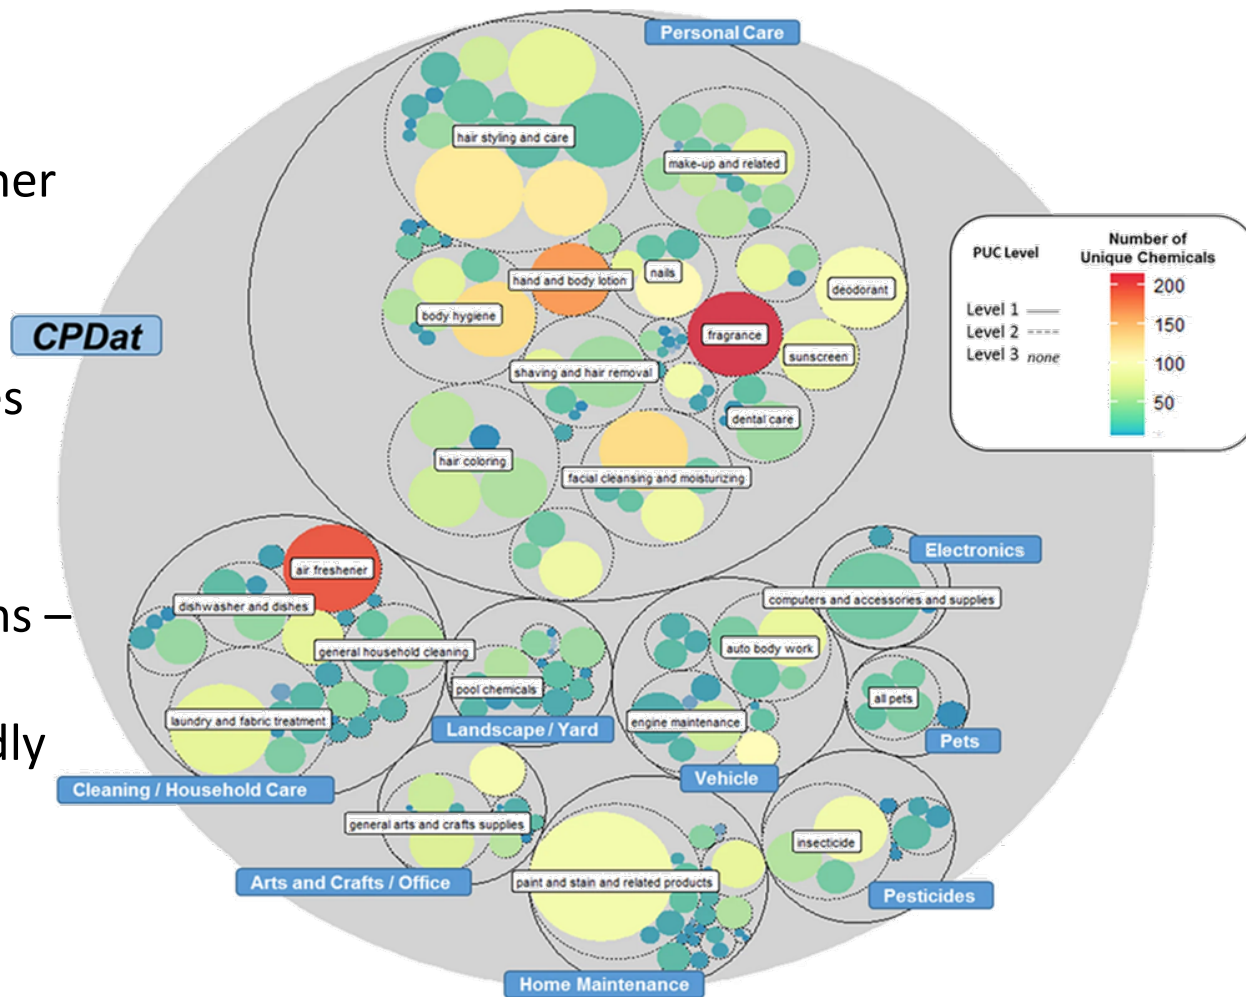 ner
CPDat
es
ns –
dly
Personal Care
hair styling and care
make-up and related
hand and body lotion
nails
deodorant
body hygiene
fragrance
sunscreen
shaving and hair removal
dental care
hair coloring
facial cleansing and moisturizing
PUC Level
Level 1
Level 2
Level 3 none
Number of
Unique Chemicals
200
150
100
50
air freshener
dishwasher and dishes
general household cleaning
laundry and fabric treatment
Cleaning / Household Care
pool chemicals
Landscape / Yard
Electronics
computers and accessories and supplies
auto body work
engine maintenance
Vehicle
all pets
Pets
general arts and crafts supplies
Arts and Crafts / Office
paint and stain and related products
Home Maintenance
insecticide
Pesticides